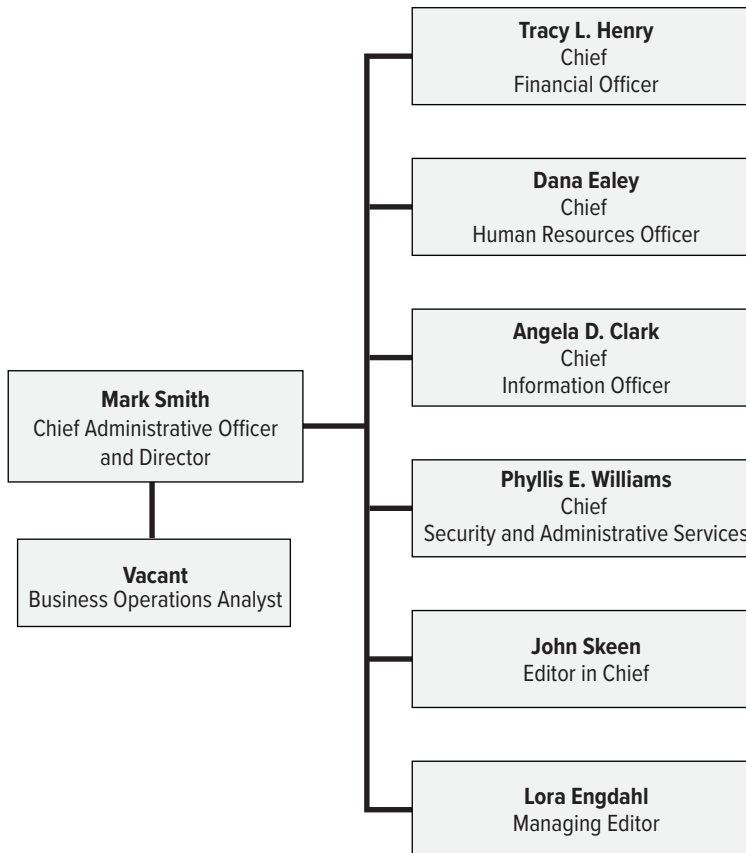 Tracy L. Henry
Chief
Financial Officer
Dana Ealey
Chief
Human Resources Officer
Angela D. Clark
Chief
Information Officer
Mark Smith
Chief Administrative Officer
and Director
Phyllis E. Williams
Chief
Security and Administrative Services
Vacant
Business Operations Analyst
John Skeen
Editor in Chief
Lora Engdahl
Managing Editor